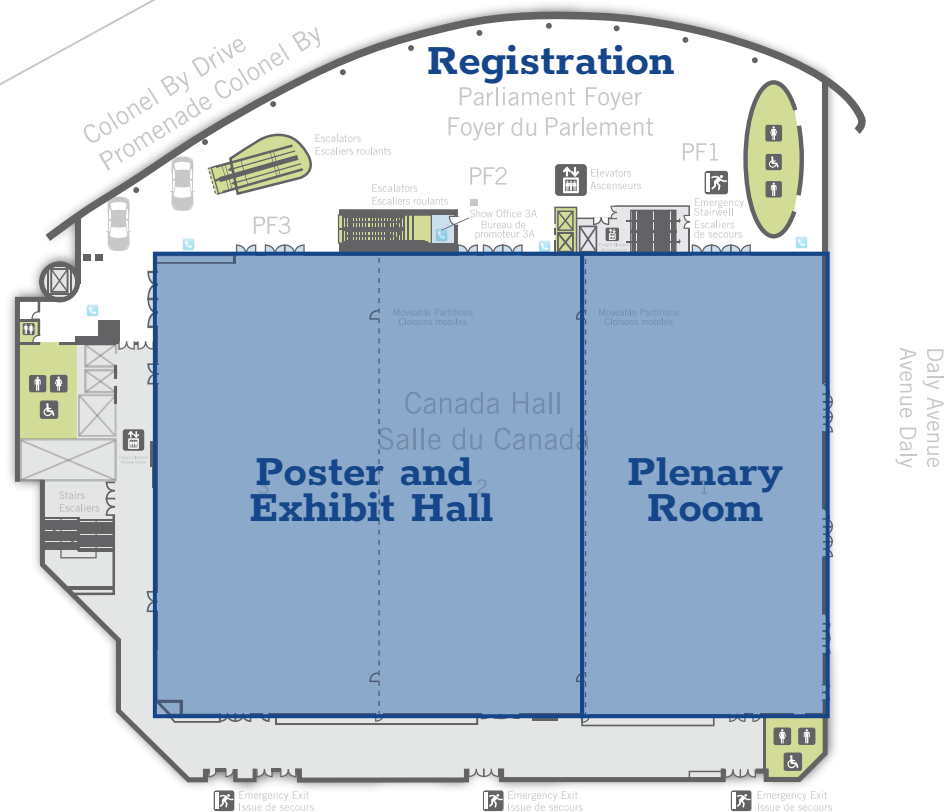 Colonel By Drive
Promenade Colonel By
Registration
Parliament Foyer
Foyer du Parlement
Escalators
Escaliers roulants
PF1
PF2
Elevators
Ascenseurs
Escalators
Escaliers roulants
Emergency
Stairwell
Escaliers
de secours
Show Office 3A
Bureau de
promoteur 3A
PF3
Moveable Partitions
Cloisons mobiles
Moveable Partitions
Cloisons mobiles
Daly Avenue
Avenue Daly
Canada Hall
Salle du Canada
Poster and
Exhibit Hall
3
2
Plenary
Room
1
Stairs
Escaliers
Emergency Exit
Issue de secours
Emergency Exit
Issue de secours
Emergency Exit
Issue de secours